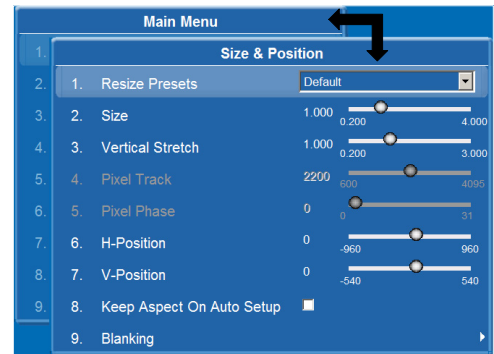 Main Menu
1.
Size & Position
2.
1. Resize Presets Default
3.
2. Size 1.000 0.200 4.000
4.
3. Vertical Stretch 1.000 0.200 3.000
5.
4. Pixel Track 2200 600 4095
6.
5. Pixel Phase 0 0 31
7.
6. H-Position 0 -960 960
8.
7. V-Position 0 -540 540
9.
8. Keep Aspect On Auto Setup
9. Blanking